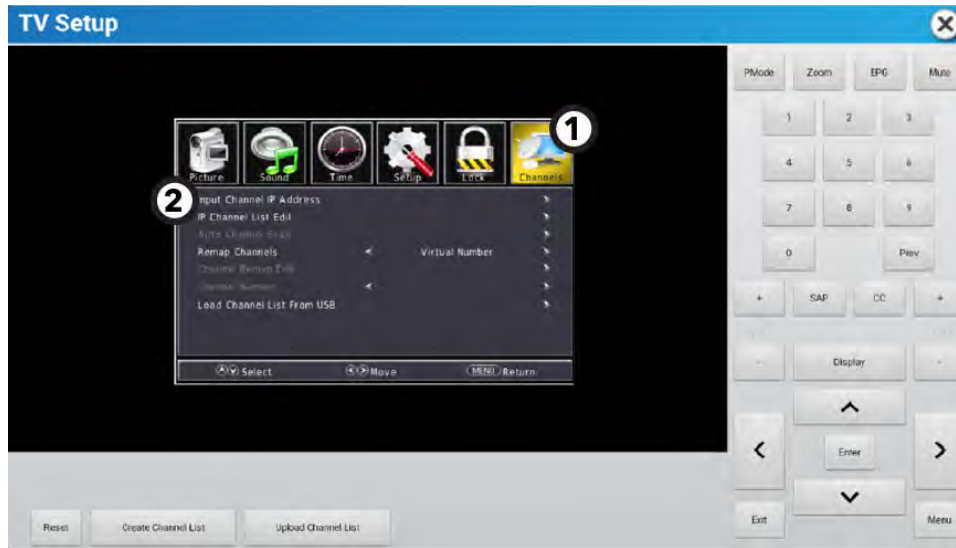 TV Setup
PMode Zoom EPG Mute
1
Picture Sound Time Setup Lock Channels
1 2 3
4 5 6
2
Input Channel IP Address
IP Channel List Edit
Auto Channel Scan
Remap Channels Virtual Number
Channel Remap Edit
Load Channel List From USB
7 8 9
0 Prev
+ SAP CC +
Select Move MENU Return
- Display -
Enter
Reset Create Channel List Upload Channel List
Exit Menu